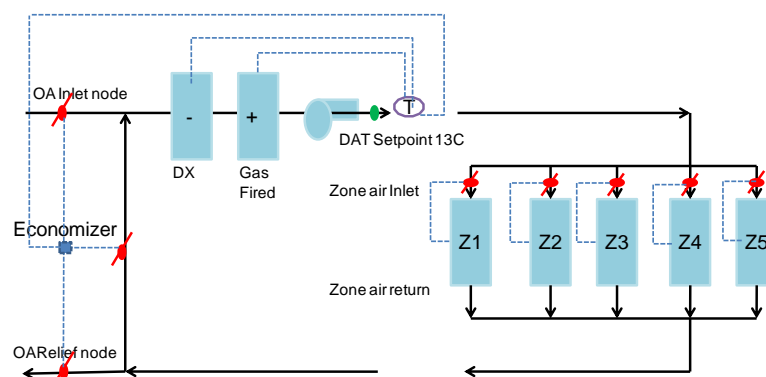 OA Inlet node
-
+
T
DAT Setpoint 13C
DX
Gas
Fired
Zone air Inlet
Economizer
Z1
Z2
Z3
Z4
Z5
Zone air return
OARelief node